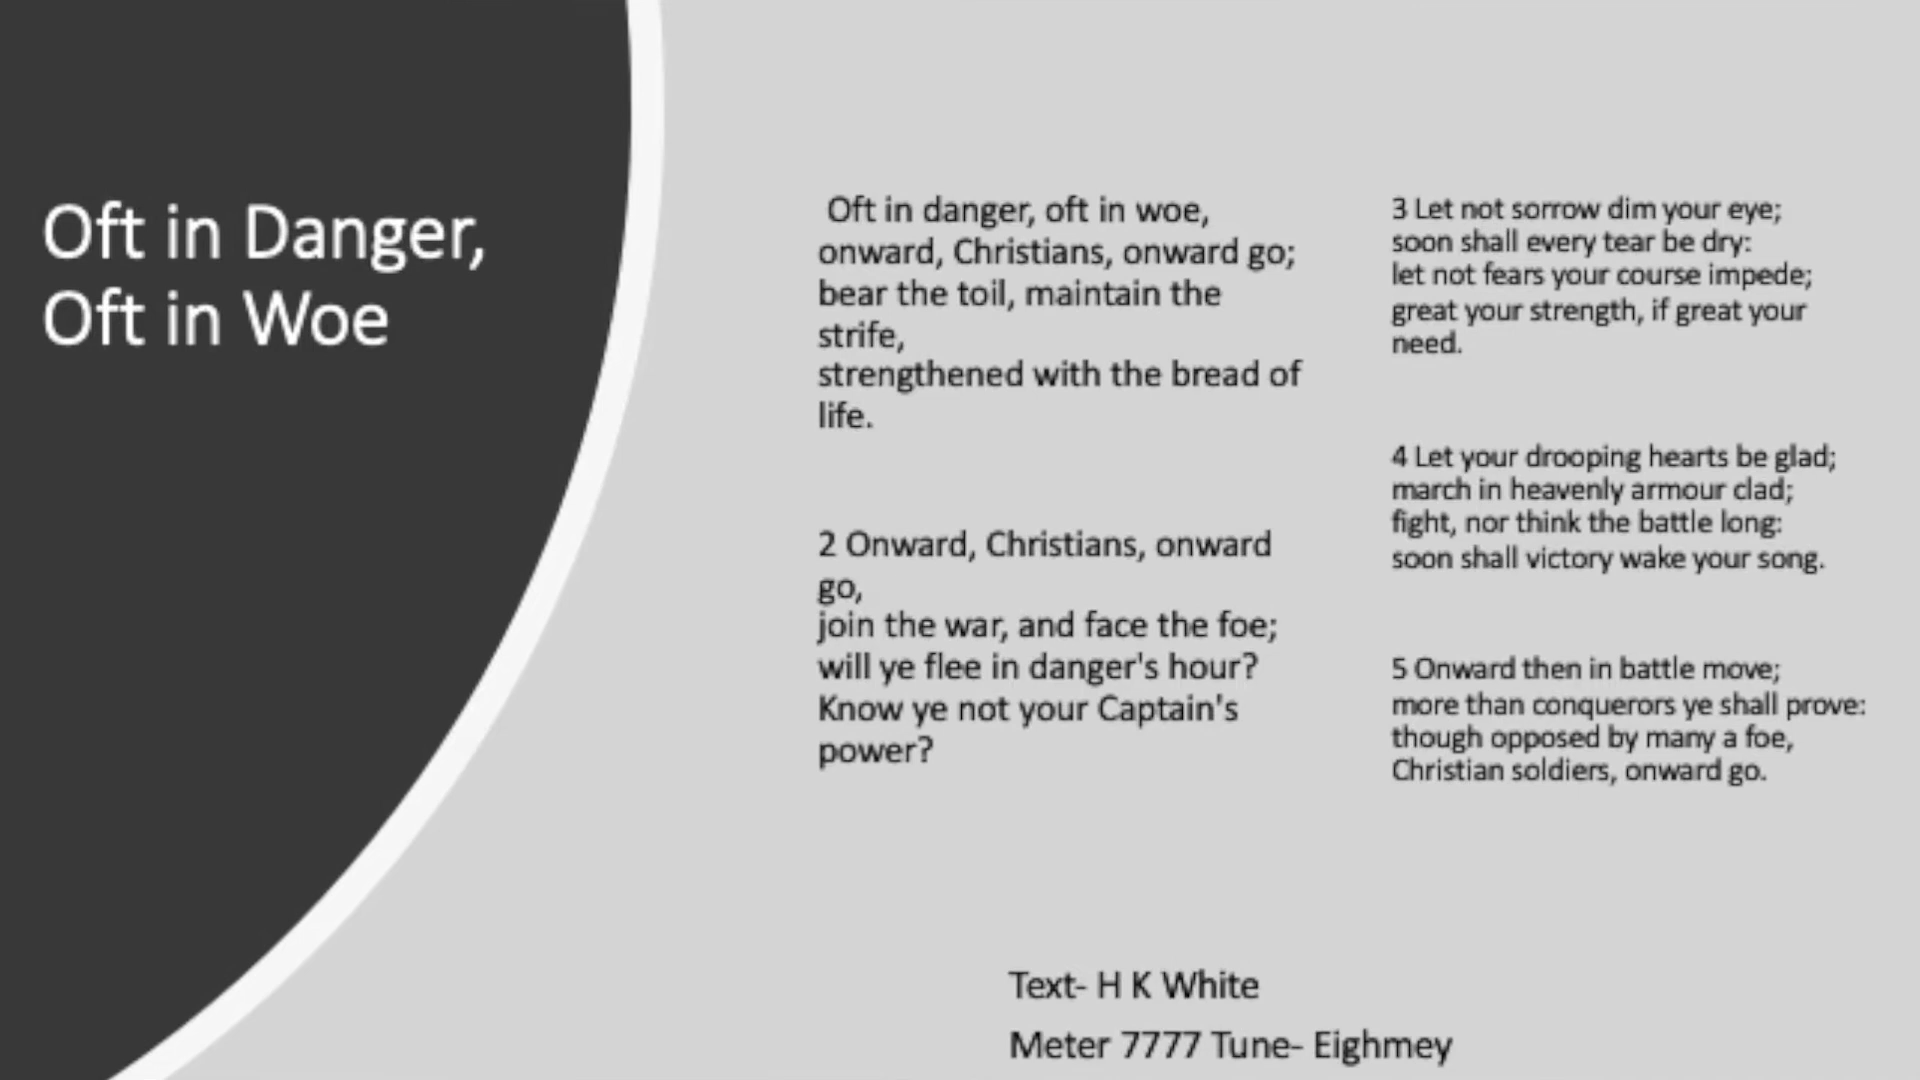 Oft in Danger,
Oft in Woe
Oft in danger, oft in woe,
onward, Christians, onward go;
bear the toil, maintain the
strife,
strengthened with the bread of
life.
2 Onward, Christians, onward
go,
join the war, and face the foe;
will ye flee in danger's hour?
Know ye not your Captain's
power?
3 Let not sorrow dim your eye;
soon shall every tear be dry:
let not fears your course impede;
great your strength, if great your
need.
4 Let your drooping hearts be glad;
march in heavenly armour clad;
fight, nor think the battle long:
soon shall victory wake your song.
5 Onward then in battle move;
more than conquerors ye shall prove:
though opposed by many a foe,
Christian soldiers, onward go.
Text- H K White
Meter 7777 Tune- Eighmey